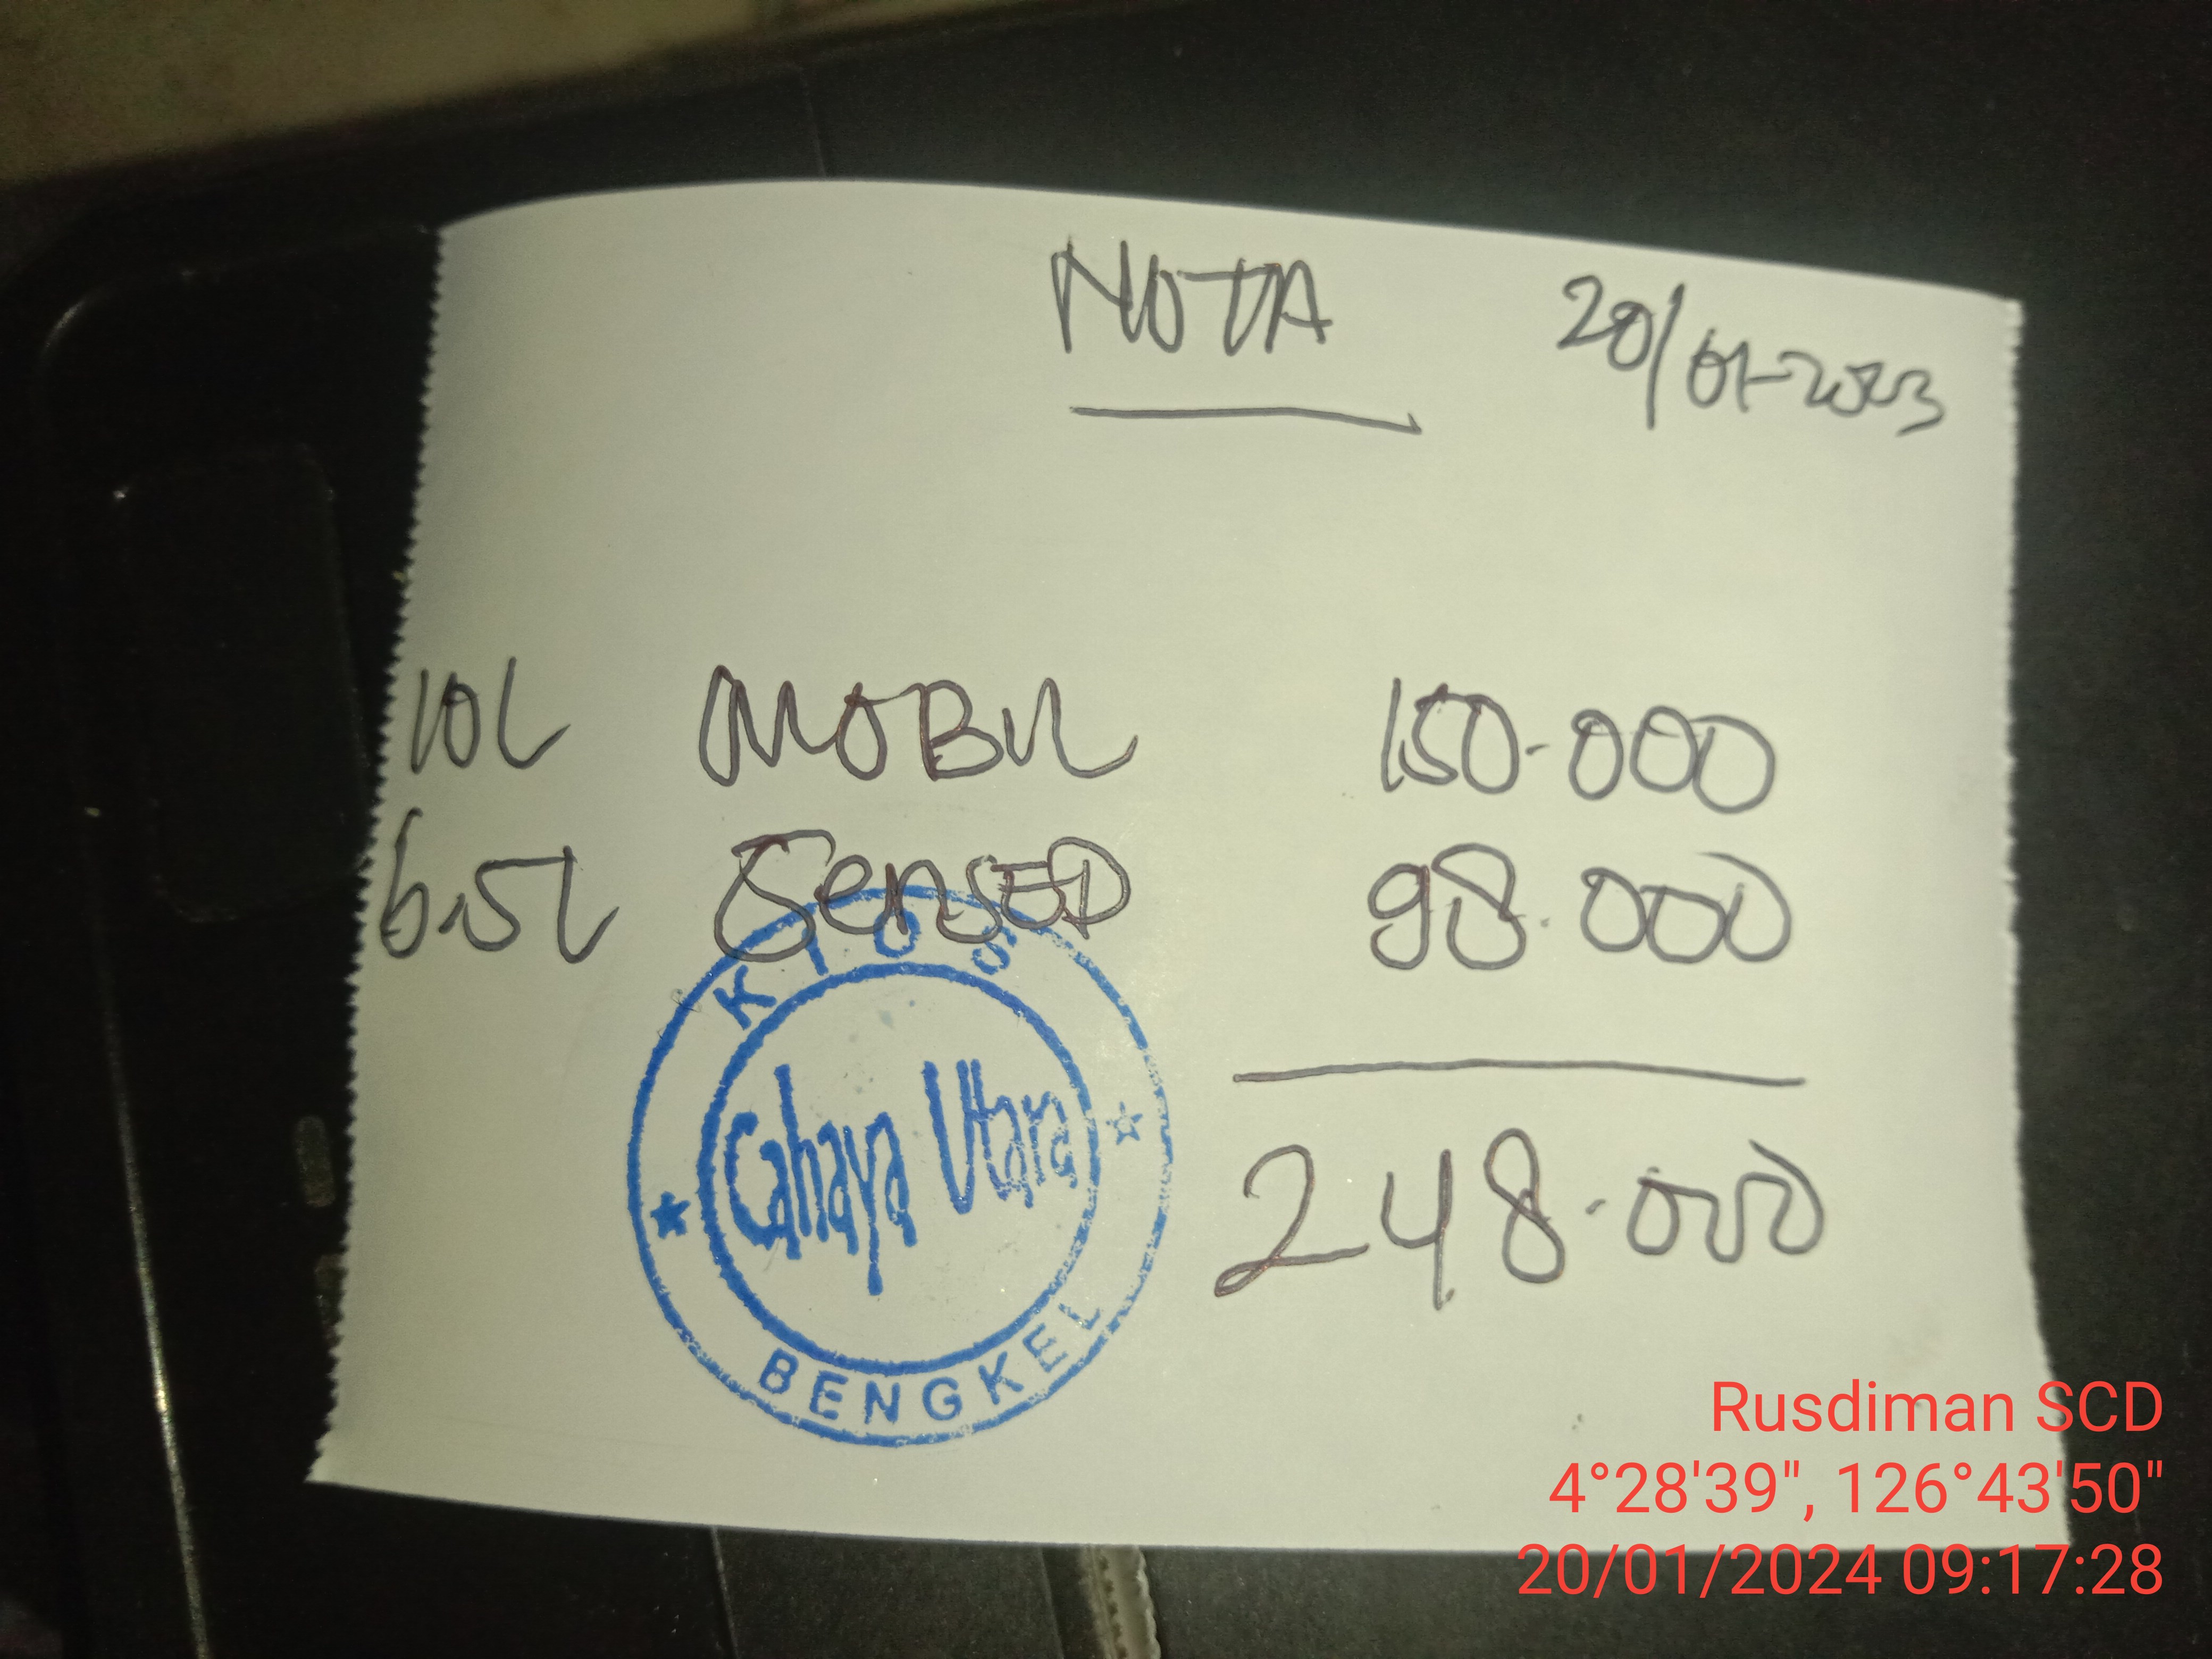 NOTA 20/01-2023
10L MOBIL 150.000
6.5L GENSED 98.000
248.000
KIOS
Cahaya Utara
BENGKEL
Rusdiman SCD
4°28'39", 126°43'50"
20/01/2024 09:17:28